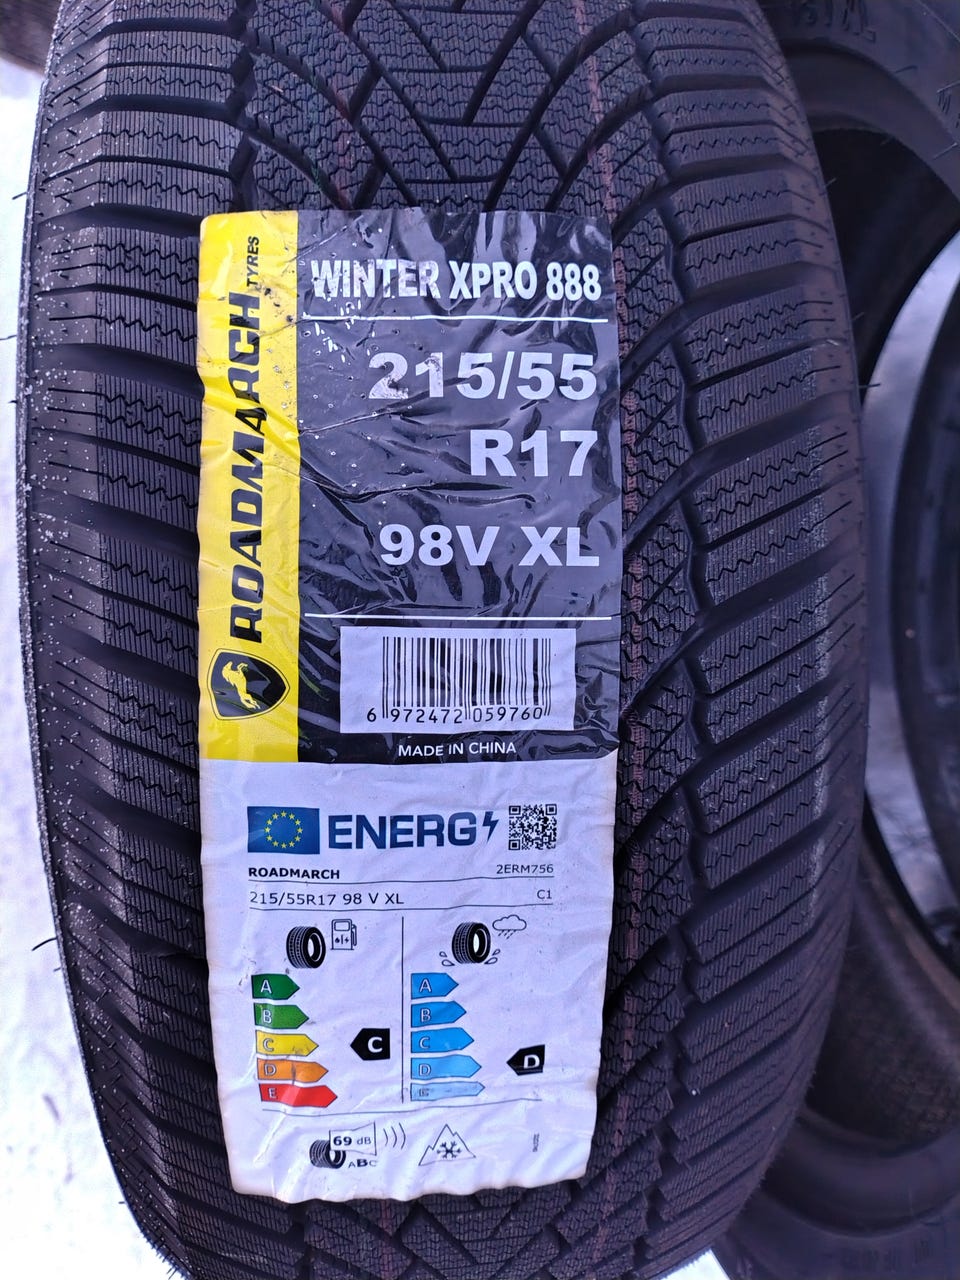 ROADMARCH TYRES
WINTER XPRO 888
215/55
R17
98V XL
6 972472 059760
MADE IN CHINA
ENERG
ROADMARCH 2ERM756
215/55R17 98 V XL C1
A A
B B
C C C
D D D
E E
69 dB
ABC